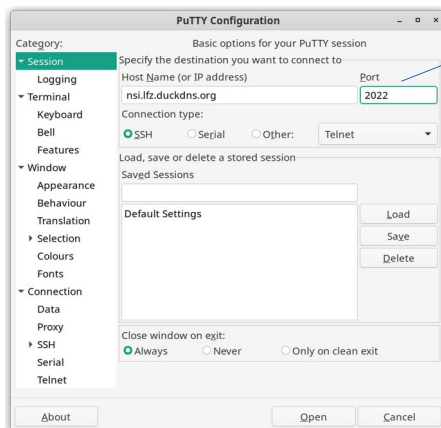 PuTTY Configuration
Category:
Session
Logging
Terminal
Keyboard
Bell
Features
Window
Appearance
Behaviour
Translation
Selection
Colours
Fonts
Connection
Data
Proxy
SSH
Serial
Telnet
Basic options for your PuTTY session
Specify the destination you want to connect to
Host Name (or IP address) Port
nsi.lfz.duckdns.org 2022
Connection type:
SSH Serial Other: Telnet
Load, save or delete a stored session
Saved Sessions
Default Settings
Load
Save
Delete
Close window on exit:
Always Never Only on clean exit
About Open Cancel